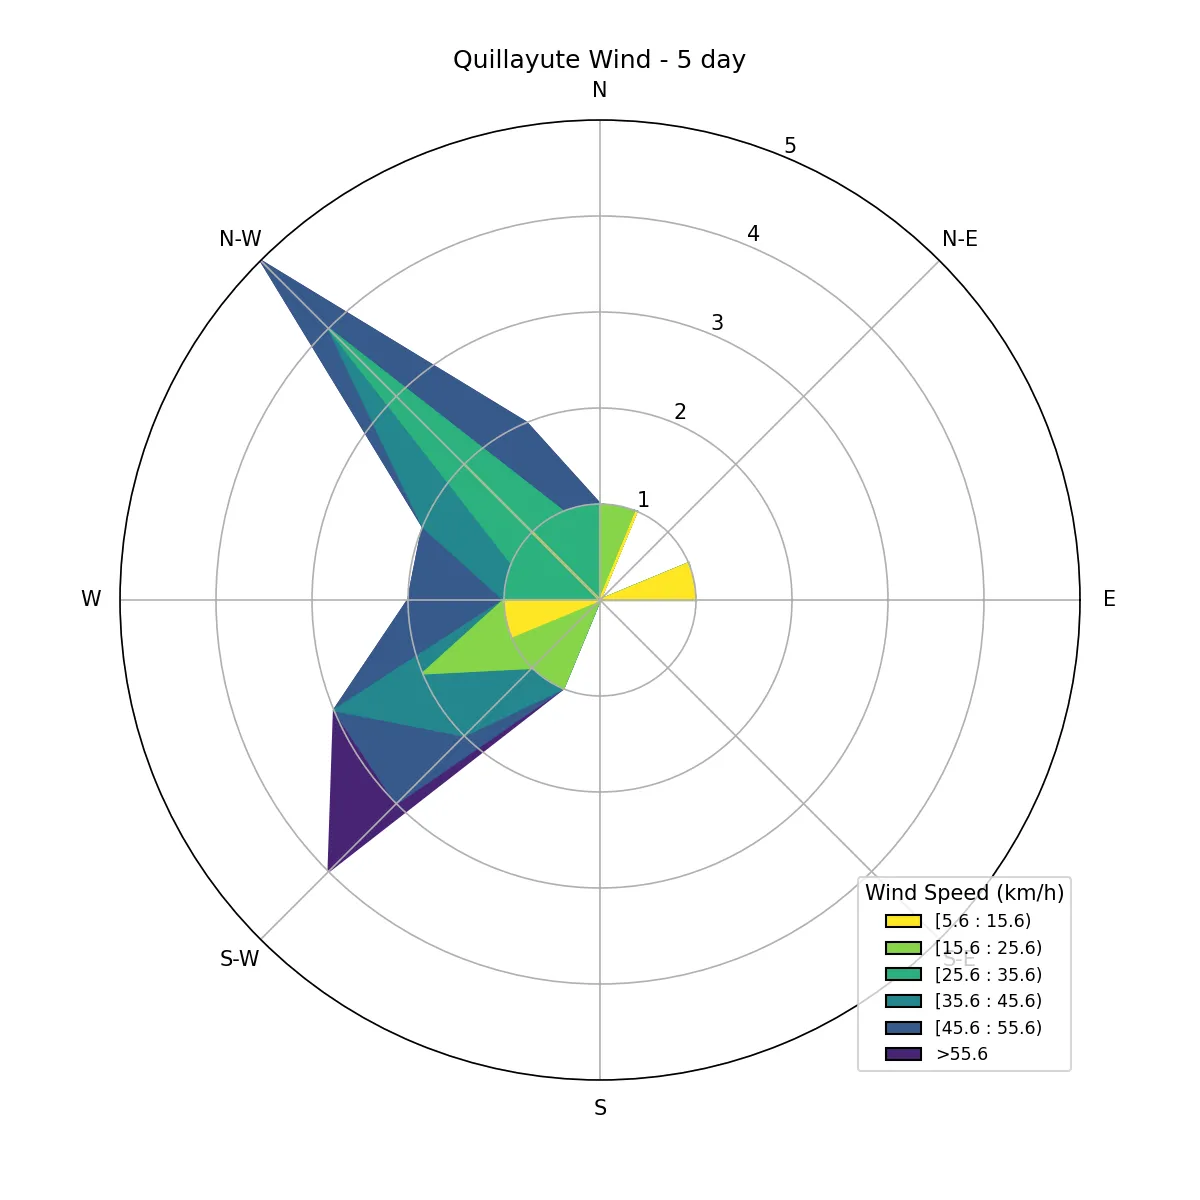 Quillayute Wind - 5 day
N
5
N-W
N-E
4
3
2
1
W
E
S-W
S-E
S
Wind Speed (km/h)
[5.6 : 15.6)
[15.6 : 25.6)
[25.6 : 35.6)
[35.6 : 45.6)
[45.6 : 55.6)
>55.6